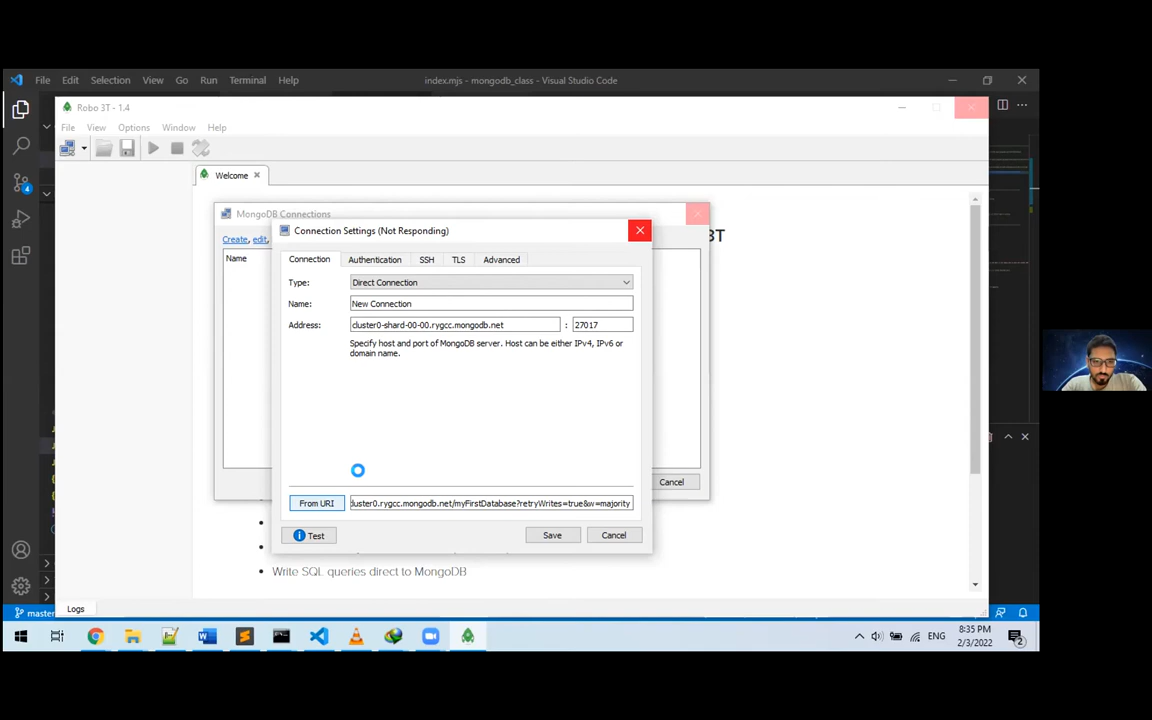 File Edit Selection View Go Run Terminal Help index.mjs - mongodb_class - Visual Studio Code
Robo 3T - 1.4
File View Options Window Help
Welcome
MongoDB Connections
Create, edit,
3T
Name
Connection Settings (Not Responding)
Connection Authentication SSH TLS Advanced
Type: Direct Connection
Name: New Connection
Address: cluster0-shard-00-00.rygcc.mongodb.net : 27017
Specify host and port of MongoDB server. Host can be either IPv4, IPv6 or
domain name.
Cancel
From URI cluster0.rygcc.mongodb.net/myFirstDatabase?retryWrites=true&w=majority
Test Save Cancel
Write SQL queries direct to MongoDB
Logs
master
4
ENG 8:35 PM
2/3/2022
2